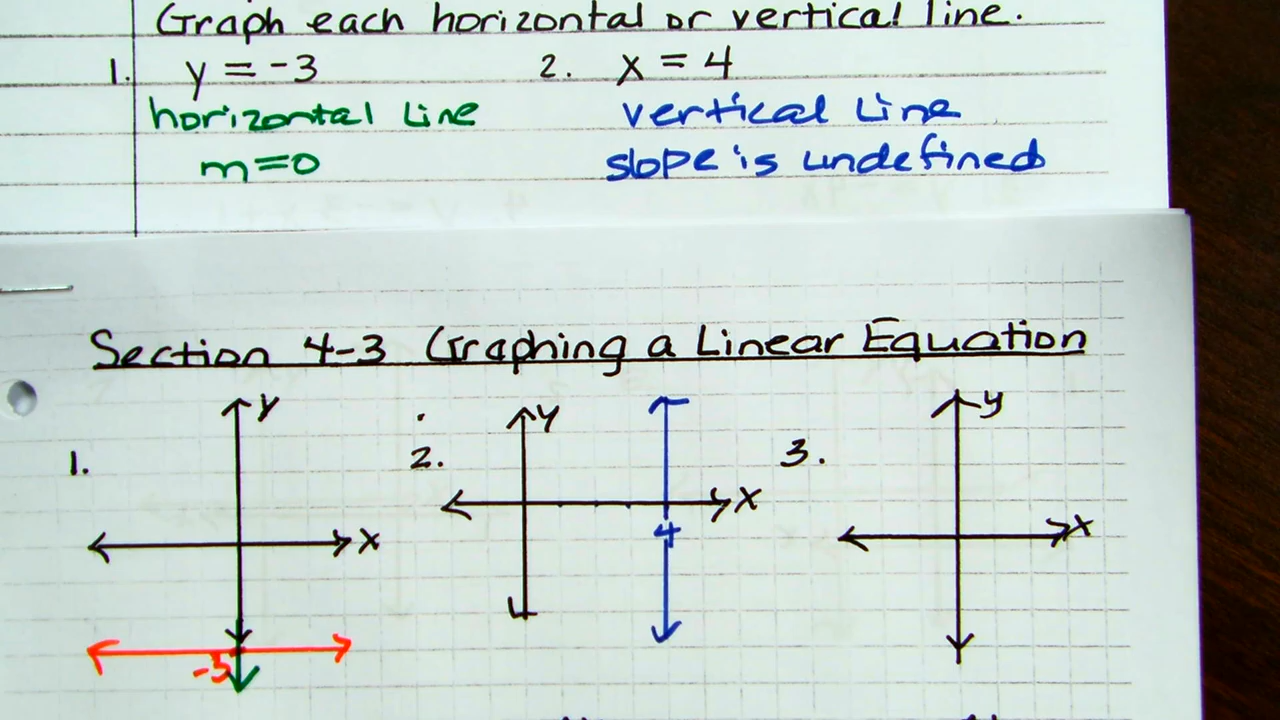 Graph each horizontal or vertical line.
1. y = -3 2. x = 4
horizontal line vertical line
m=0 slope is undefined
Section 4-3 Graphing a Linear Equation
1. y x -3
2. y x 4
3. y x